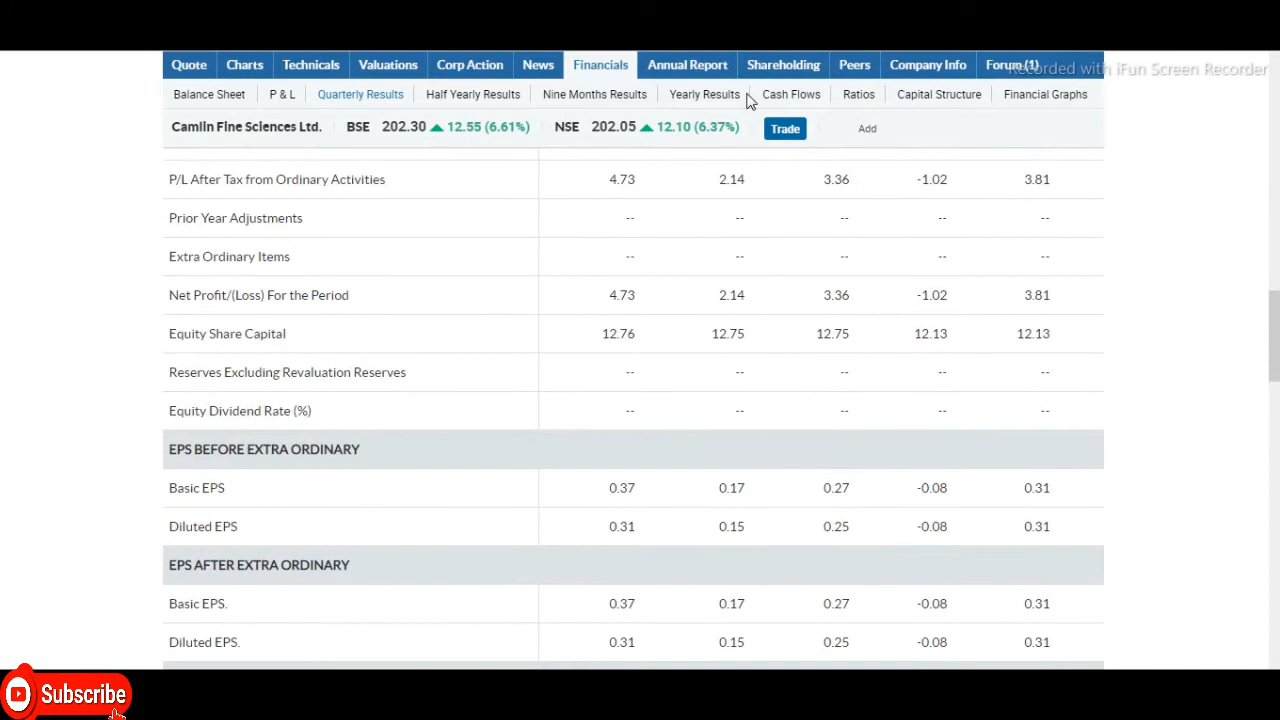 Quote Charts Technicals Valuations Corp Action News Financials Annual Report Shareholding Peers Company Info Forum (1)
Recorded with iFun Screen Recorder
Balance Sheet P & L Quarterly Results Half Yearly Results Nine Months Results Yearly Results Cash Flows Ratios Capital Structure Financial Graphs
Camlin Fine Sciences Ltd. BSE 202.30 12.55 (6.61%) NSE 202.05 12.10 (6.37%) Trade Add
P/L After Tax from Ordinary Activities 4.73 2.14 3.36 -1.02 3.81
Prior Year Adjustments -- -- -- -- --
Extra Ordinary Items -- -- -- -- --
Net Profit/(Loss) For the Period 4.73 2.14 3.36 -1.02 3.81
Equity Share Capital 12.76 12.75 12.75 12.13 12.13
Reserves Excluding Revaluation Reserves -- -- -- -- --
Equity Dividend Rate (%) -- -- -- -- --
EPS BEFORE EXTRA ORDINARY
Basic EPS 0.37 0.17 0.27 -0.08 0.31
Diluted EPS 0.31 0.15 0.25 -0.08 0.31
EPS AFTER EXTRA ORDINARY
Basic EPS. 0.37 0.17 0.27 -0.08 0.31
Diluted EPS. 0.31 0.15 0.25 -0.08 0.31
Subscribe